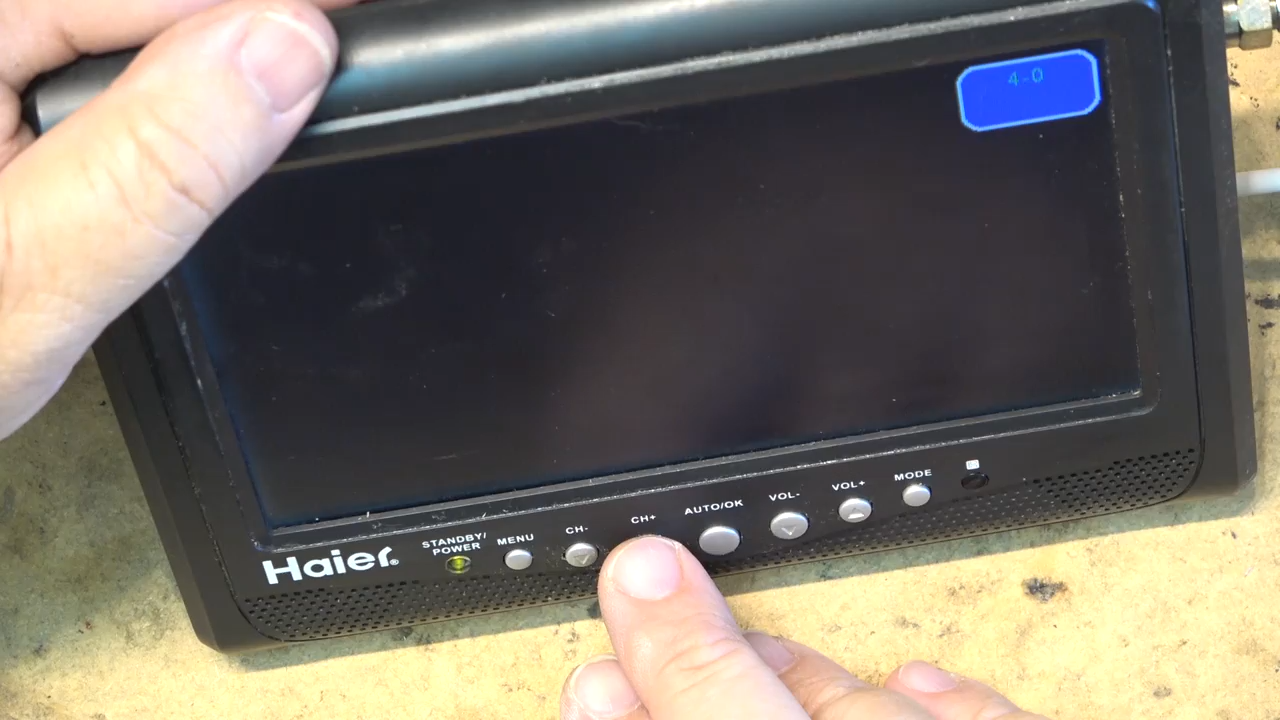 4-0
Haier®
STANDBY/
POWER
MENU
CH-
CH+
AUTO/OK
VOL-
VOL+
MODE